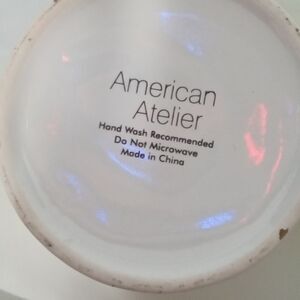 American
Atelier
Hand Wash Recommended
Do Not Microwave
Made in China